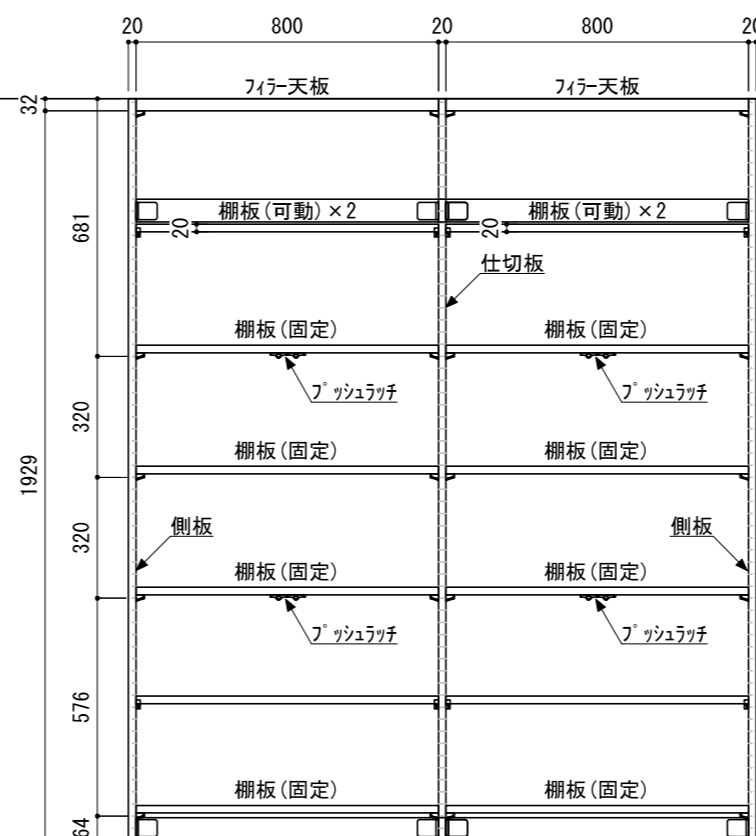 20 800 20 800 20
フィラー天板 フィラー天板
32
棚板(可動)×2 棚板(可動)×2
681 20 20
仕切板
棚板(固定) 棚板(固定)
プッシュラッチ プッシュラッチ
320
棚板(固定) 棚板(固定)
1929
側板 側板
320
棚板(固定) 棚板(固定)
プッシュラッチ プッシュラッチ
576
棚板(固定) 棚板(固定)
64